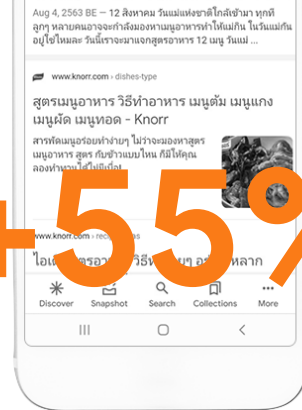 Aug 4, 2563 BE — 12 สิงหาคม วันแม่แห่งชาติใกล้เข้ามา ทุกที
ลูกๆ หลายคนอาจจะกำลังมองหาเมนูอาหารทำให้แม่กิน ในวันแม่กัน
อยู่ใช่ไหมละ วันนี้เราจะมาแจกสูตรอาหาร 12 เมนู วันแม่ ...
www.knorr.com › dishes-type
สูตรเมนูอาหาร วิธีทำอาหาร เมนูต้ม เมนูแกง
เมนูผัด เมนูทอด - Knorr
สารพัดเมนูอร่อยทำง่ายๆ ไม่ว่าจะมองหาสูตร
เมนูอาหาร สูตร กับข้าวแบบไหน ก็มีให้คุณ
ลองทำทาน
+55%
www.knorr.com
Discover Snapshot Search Collections More